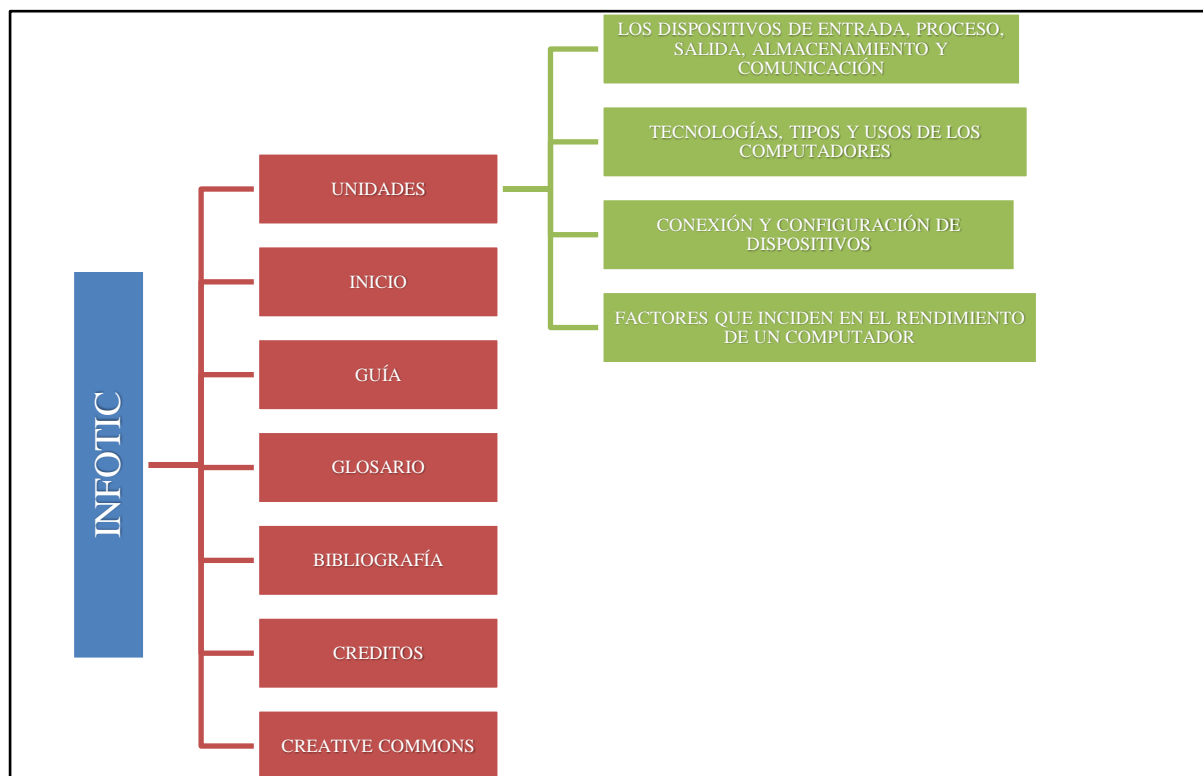 INFOTIC
UNIDADES
LOS DISPOSITIVOS DE ENTRADA, PROCESO,
SALIDA, ALMACENAMIENTO Y
COMUNICACIÓN
TECNOLOGÍAS, TIPOS Y USOS DE LOS
COMPUTADORES
CONEXIÓN Y CONFIGURACIÓN DE
DISPOSITIVOS
FACTORES QUE INCIDEN EN EL RENDIMIENTO
DE UN COMPUTADOR
INICIO
GUÍA
GLOSARIO
BIBLIOGRAFÍA
CREDITOS
CREATIVE COMMONS